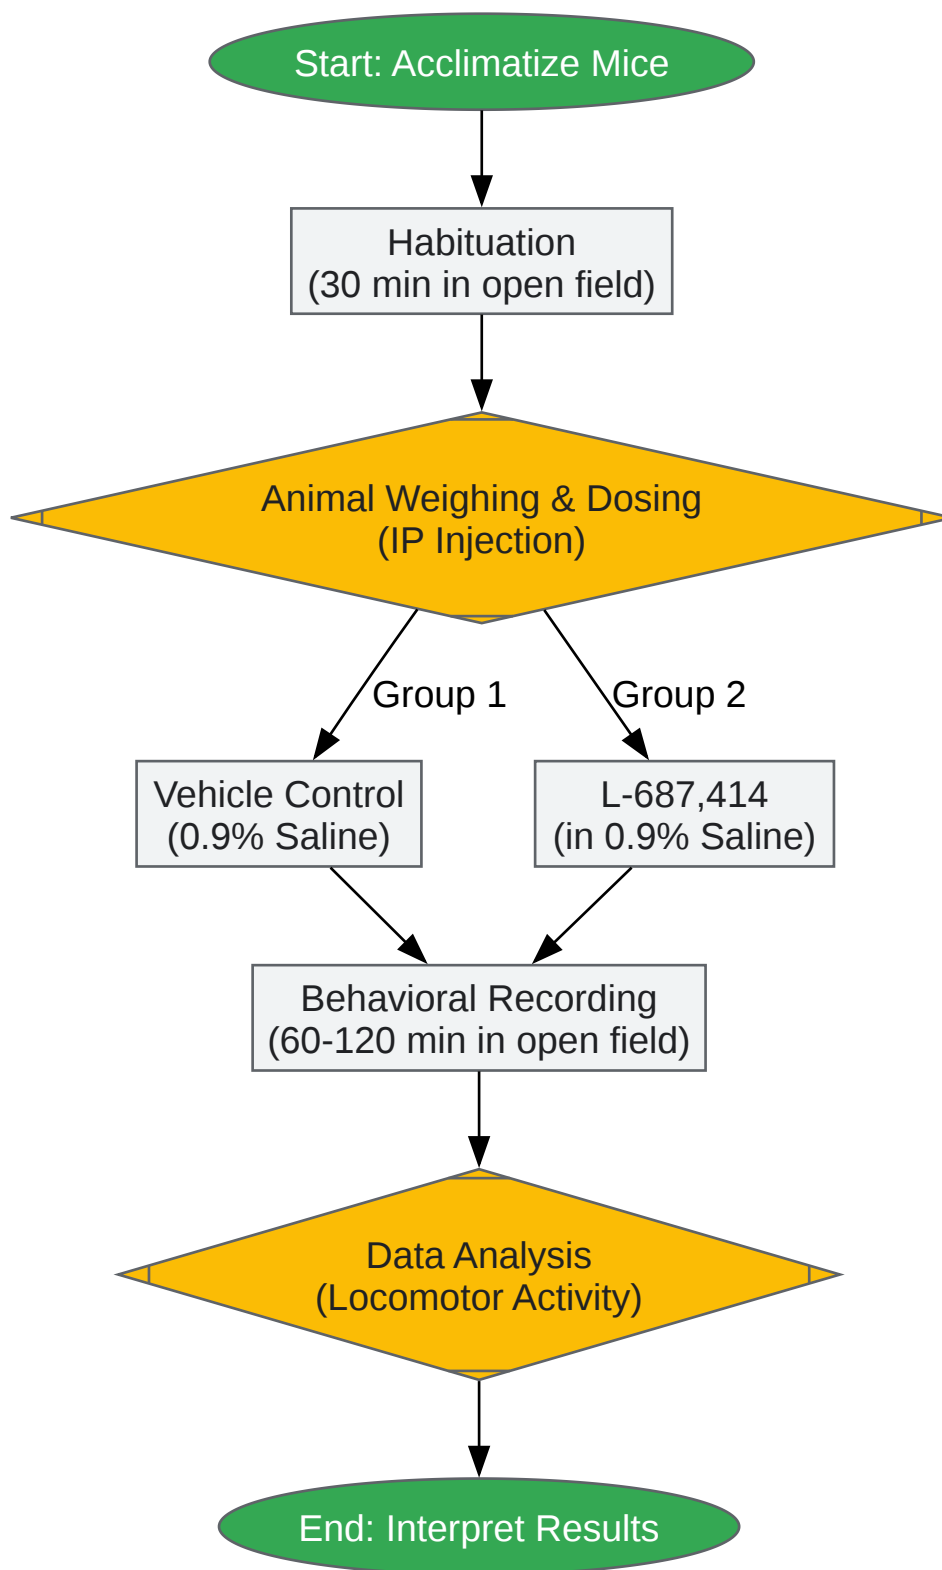 Start: Acclimatize Mice
Habituation
(30 min in open field)
Animal Weighing & Dosing
(IP Injection)
Group 1
Group 2
Vehicle Control
(0.9% Saline)
L-687,414
(in 0.9% Saline)
Behavioral Recording
(60-120 min in open field)
Data Analysis
(Locomotor Activity)
End: Interpret Results